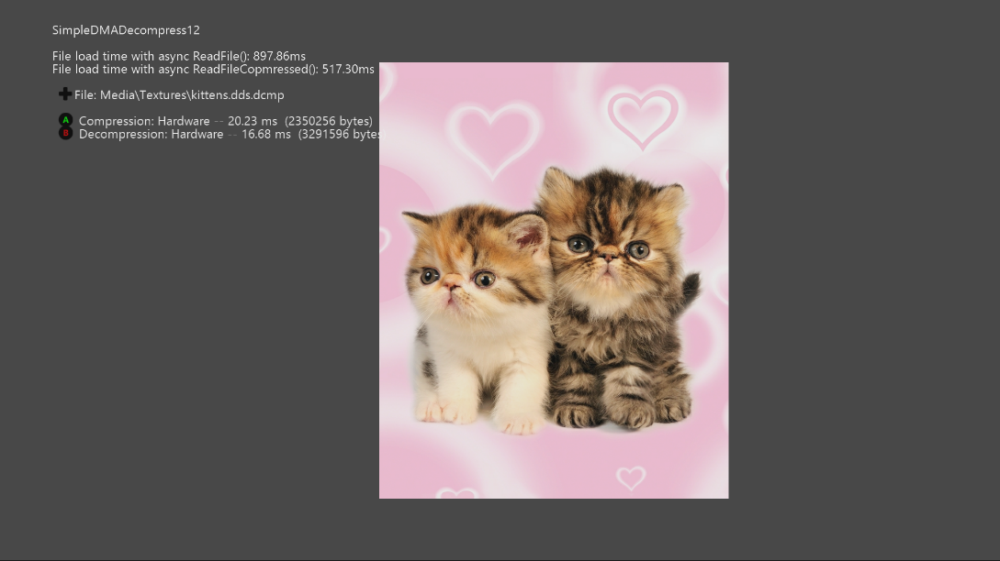 SimpleDMADecompress12
File load time with async ReadFile(): 897.86ms
File load time with async ReadFileCopmressed(): 517.30ms
File: Media\Textures\kittens.dds.dcmp
A Compression: Hardware -- 20.23 ms (2350256 bytes)
B Decompression: Hardware -- 16.68 ms (3291596 bytes